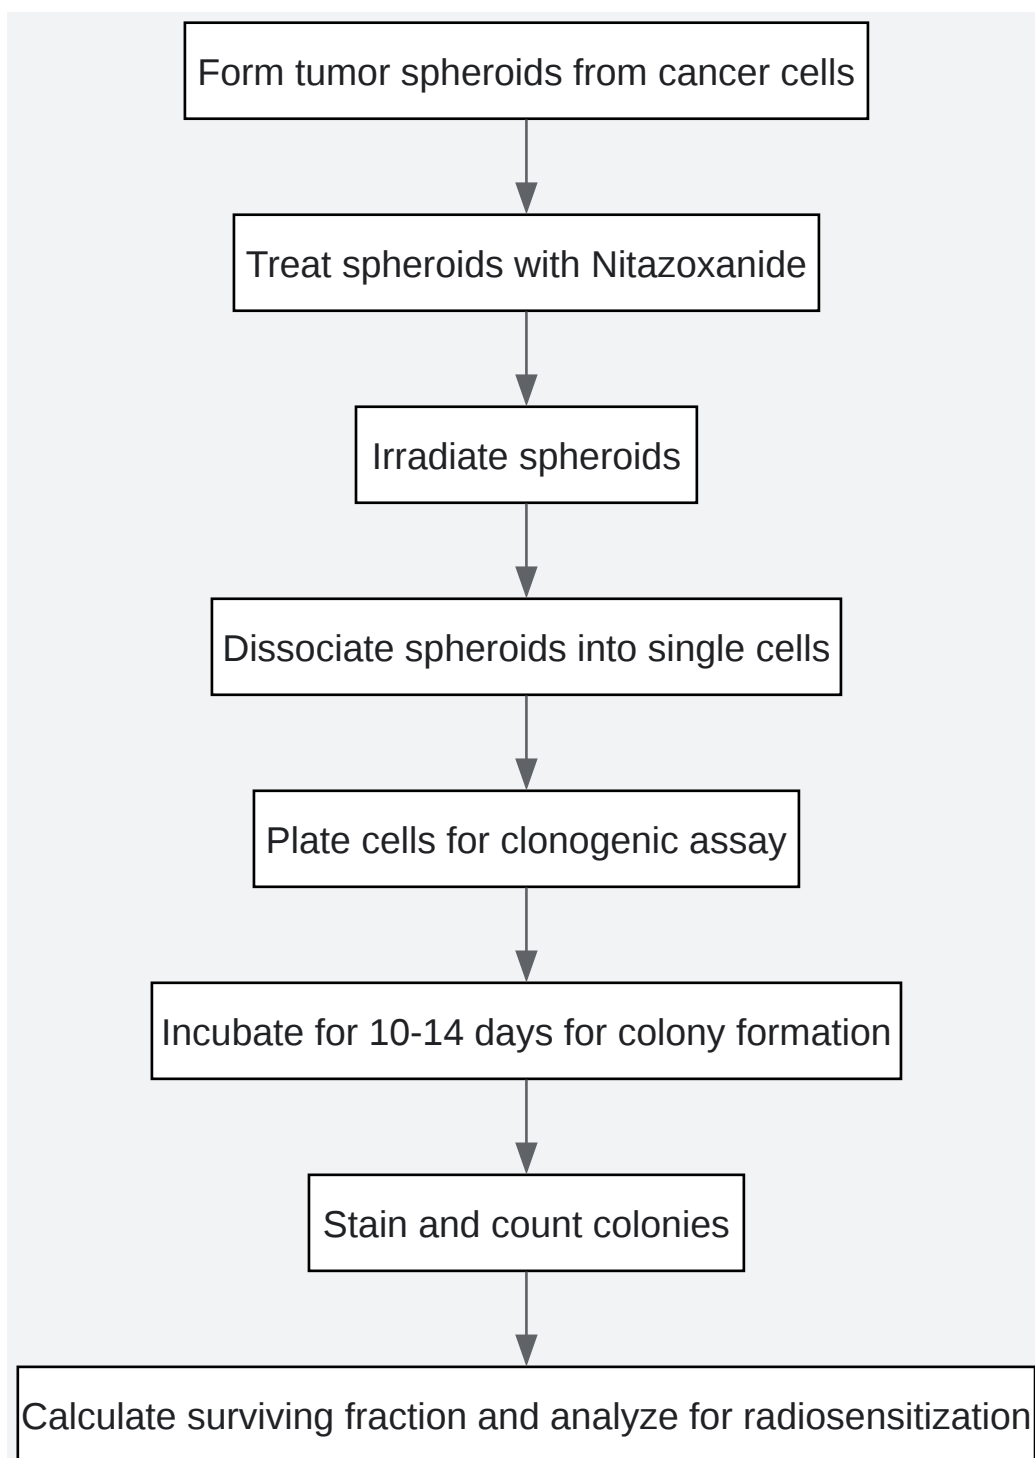 Form tumor spheroids from cancer cells
Treat spheroids with Nitazoxanide
Irradiate spheroids
Dissociate spheroids into single cells
Plate cells for clonogenic assay
Incubate for 10-14 days for colony formation
Stain and count colonies
Calculate surviving fraction and analyze for radiosensitization